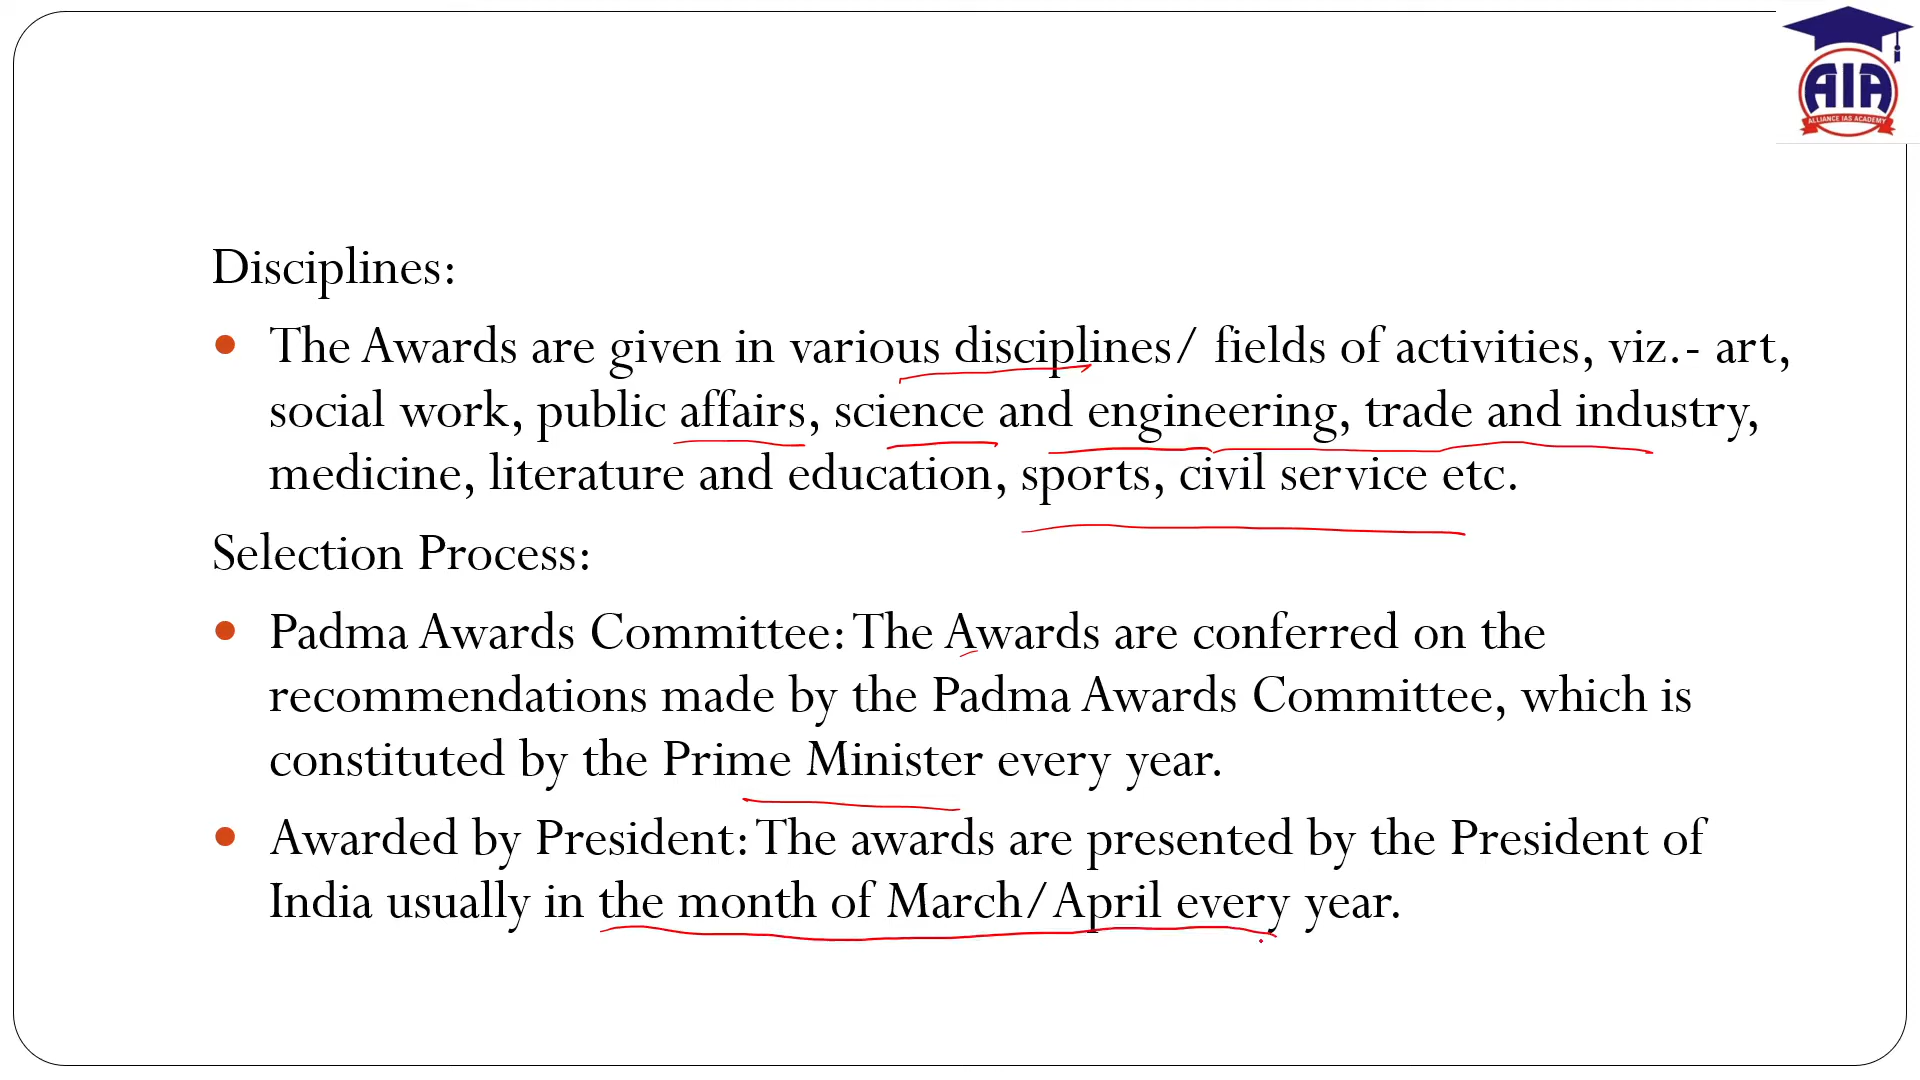 AIA
ALLIANCE IAS ACADEMY
Disciplines:
The Awards are given in various disciplines/ fields of activities, viz.- art,
social work, public affairs, science and engineering, trade and industry,
medicine, literature and education, sports, civil service etc.
Selection Process:
Padma Awards Committee: The Awards are conferred on the
recommendations made by the Padma Awards Committee, which is
constituted by the Prime Minister every year.
Awarded by President: The awards are presented by the President of
India usually in the month of March/April every year.